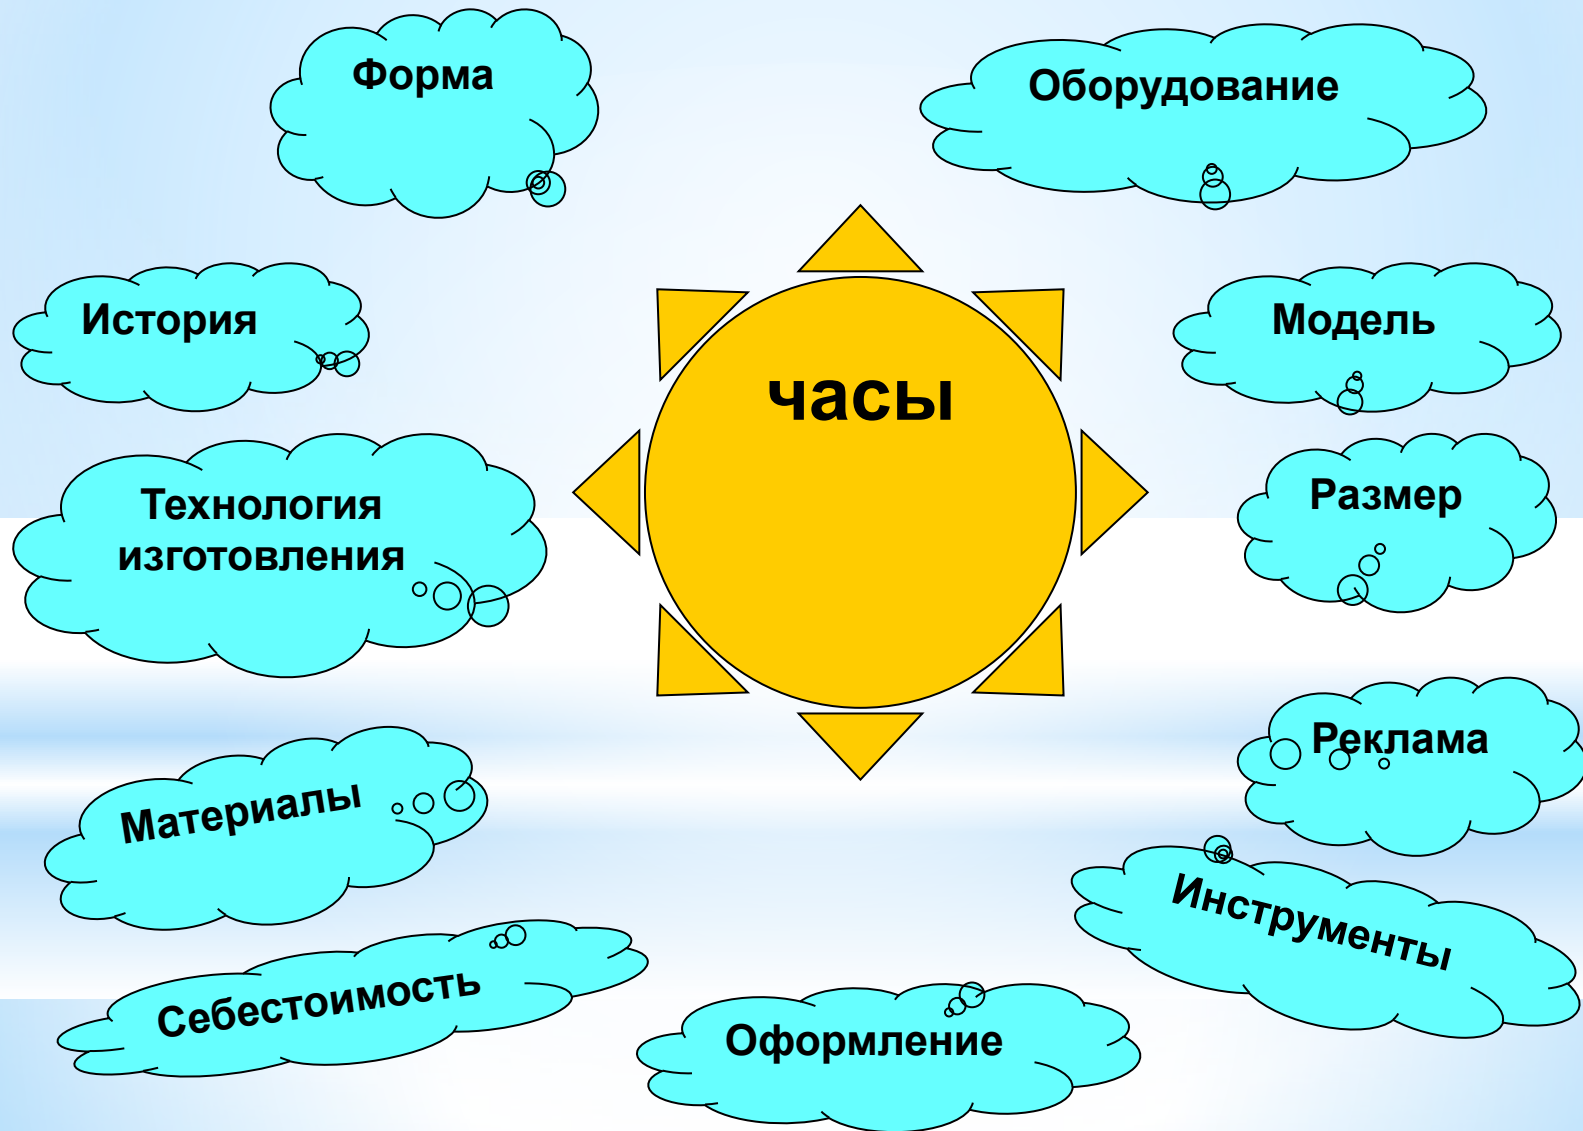 Форма
Оборудование
История
Модель
часы
Технология
изготовления
Размер
Реклама
Материалы
Инструменты
Себестоимость
Оформление